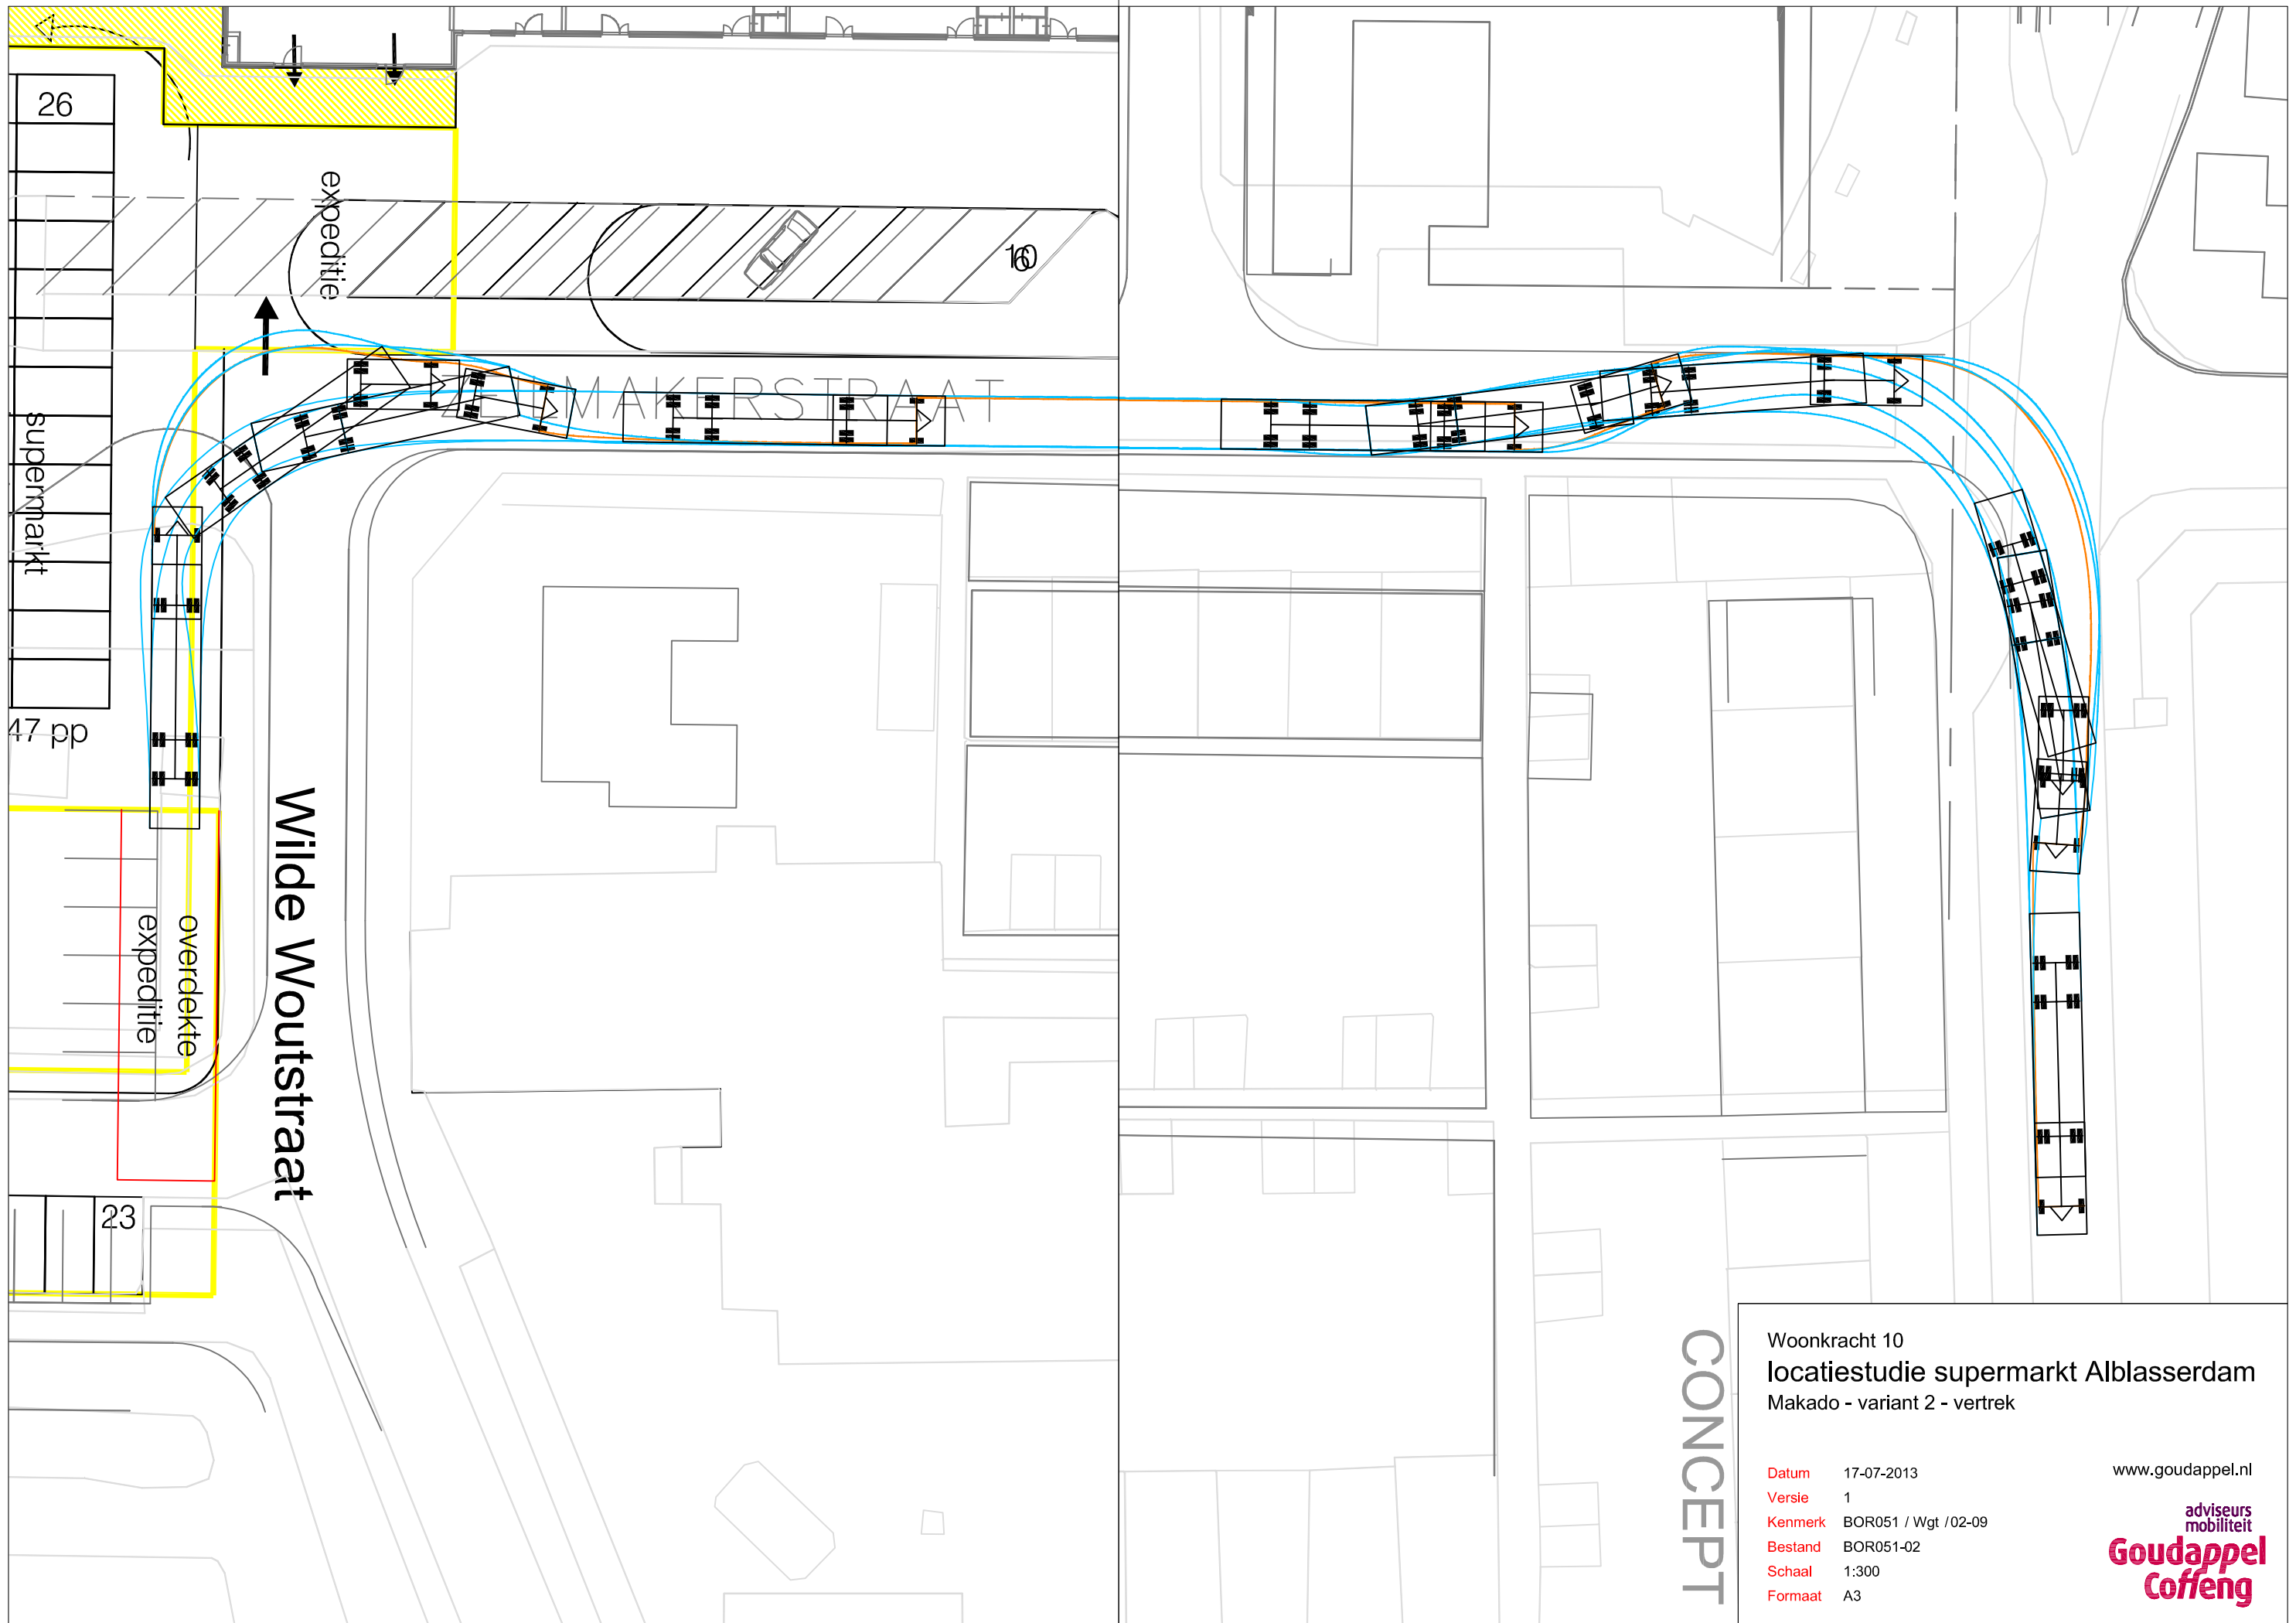 26
expeditie
16
10
ZEILMAKERSTRAAT
supermarkt
47 pp
Wilde Woutstraat
overdekte
expeditie
23
CONCEPT
Woonkracht 10
locatiestudie supermarkt Alblasserdam
Makado - variant 2 - vertrek
Datum 17-07-2013
www.goudappel.nl
Versie 1
Kenmerk BOR051 / Wgt / 02-09
Bestand BOR051-02
Schaal 1:300
Formaat A3
adviseurs
mobiliteit
Goudappel
Coffeng